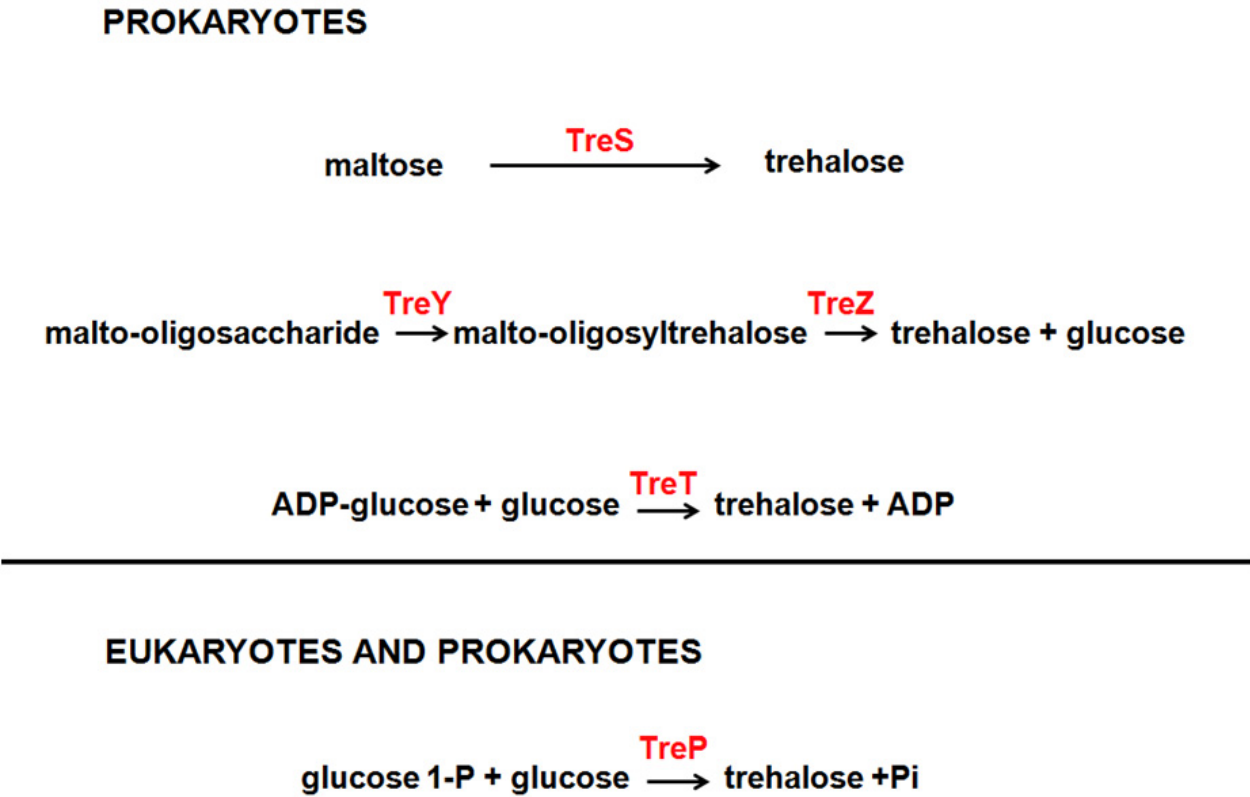 PROKARYOTES
TreS
maltose trehalose
TreY TreZ
malto-oligosaccharide malto-oligosyltrehalose trehalose + glucose
TreT
ADP-glucose + glucose trehalose + ADP
EUKARYOTES AND PROKARYOTES
TreP
glucose 1-P + glucose trehalose +Pi